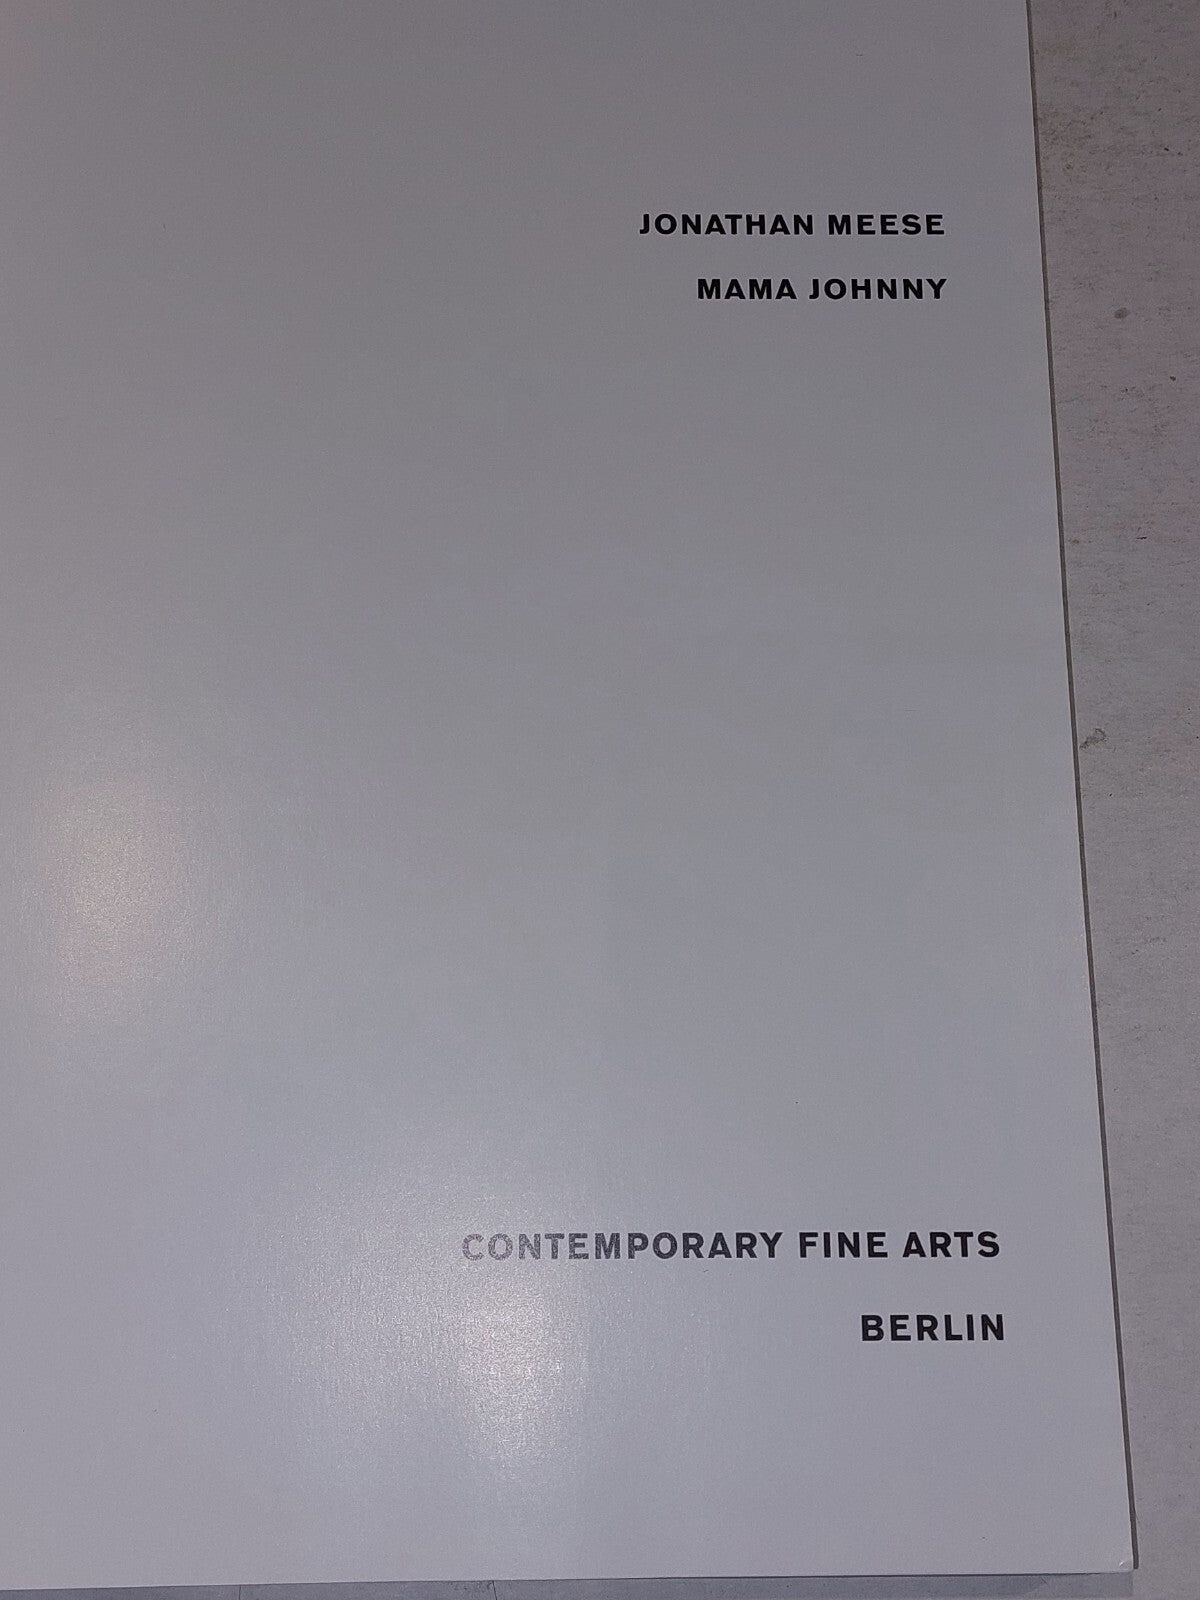 JONATHAN MEESE
MAMA JOHNNY
CONTEMPORARY FINE ARTS
BERLIN